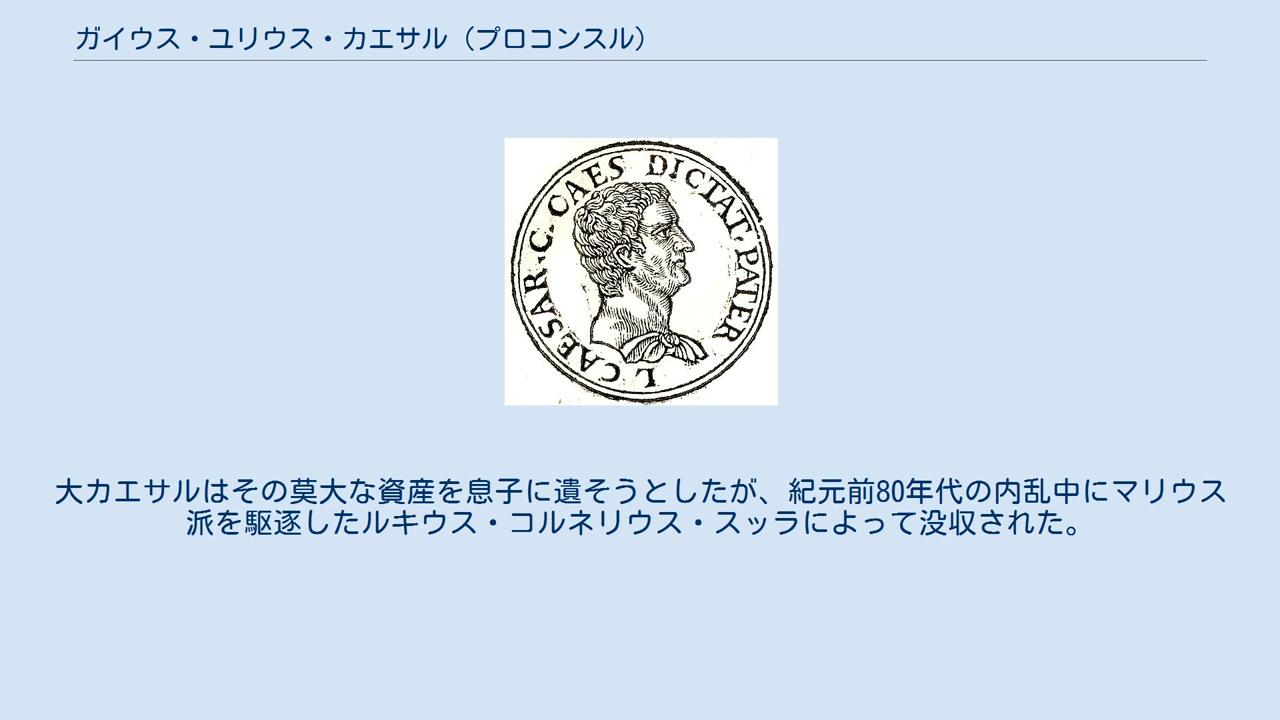 ガイウス・ユリウス・カエサル（プロコンスル）
L·CAESAR·C·CAES DICTAT·PATER
大カエサルはその莫大な資産を息子に遺そうとしたが、紀元前80年代の内乱中にマリウス
派を駆逐したルキウス・コルネリウス・スッラによって没収された。